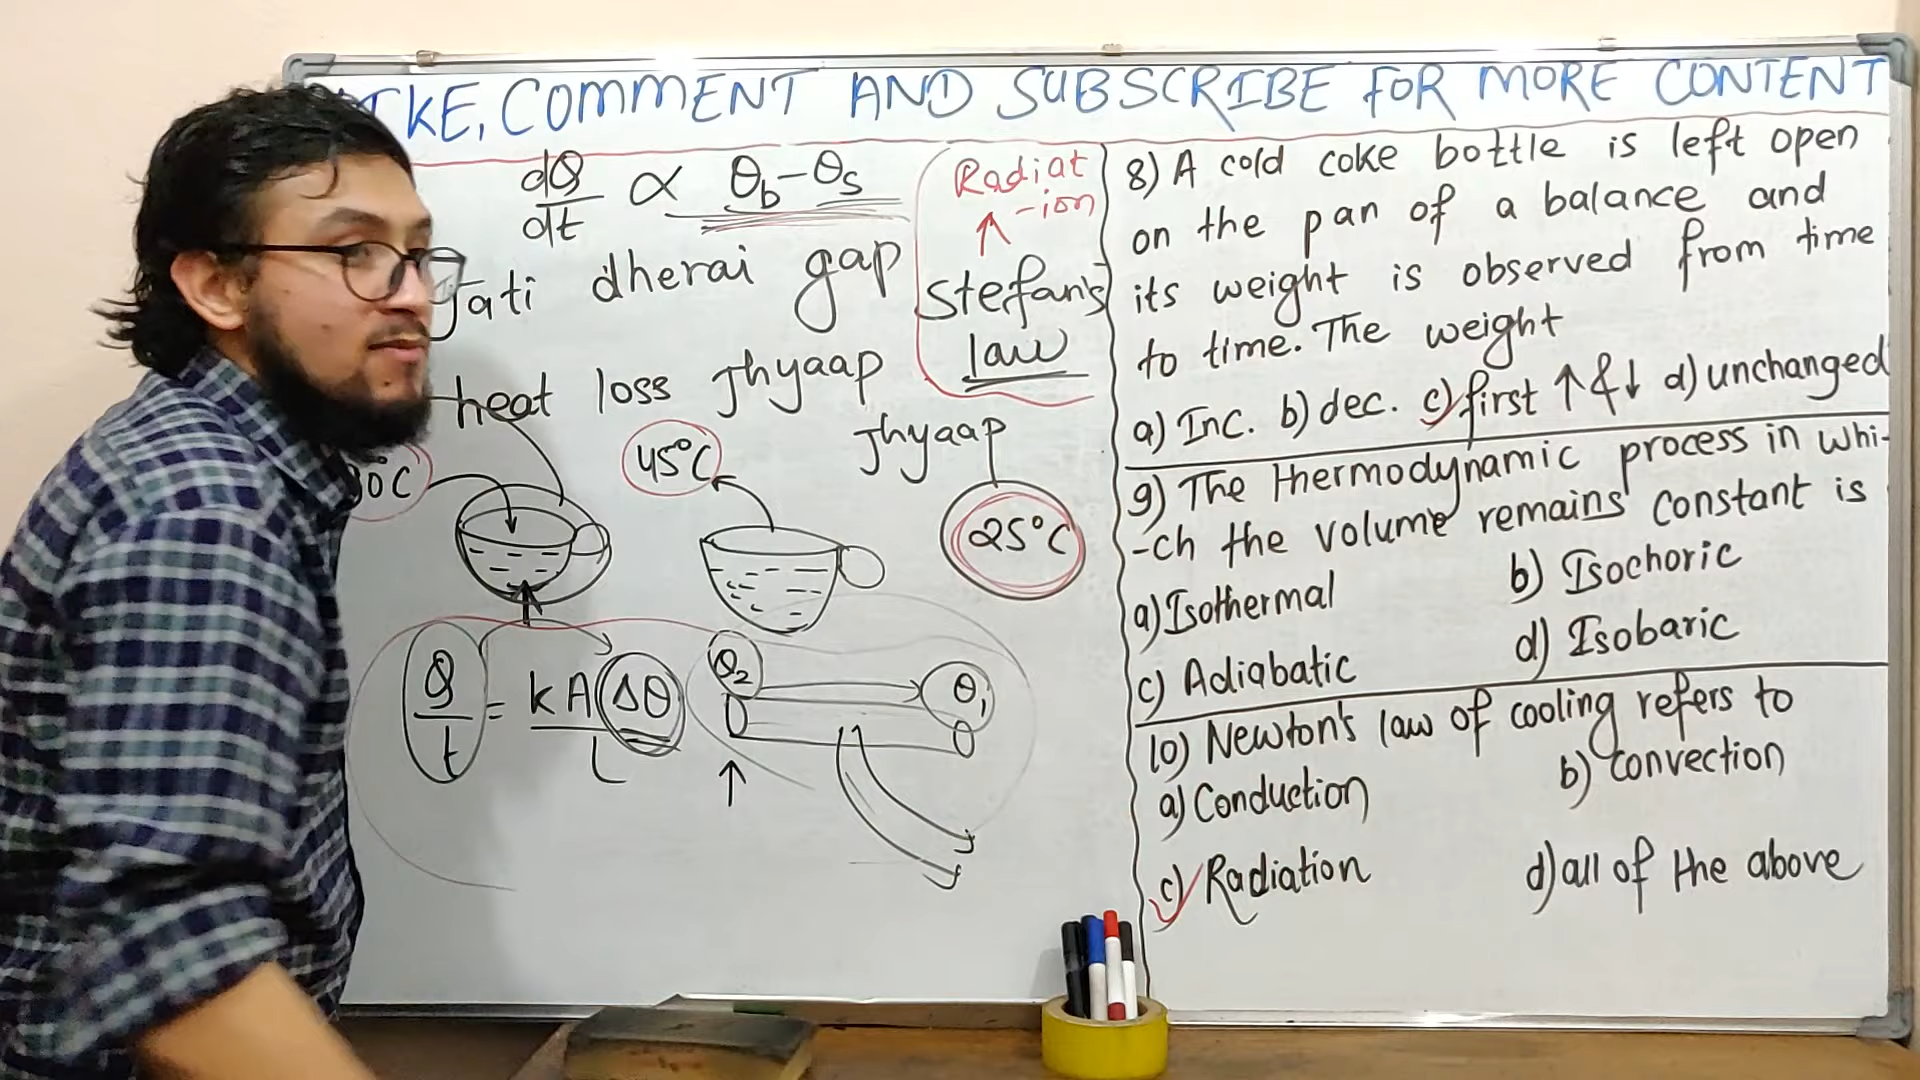 KE, COMMENT AND SUBSCRIBE FOR MORE CONTENT
dQ/dt ∝ θb-θs
Jati dherai gap
heat loss Jhyaap
Jhyaap
Radiat
-ion
↑
Stefan's
law
0°C
45°C
25°C
Q/t = kA(Δθ)/L
θ2
θ1
8) A cold coke bottle is left open
on the pan of a balance and
its weight is observed from time
to time. The weight
a) Inc. b) dec. c) first ↑ & ↓ d) unchanged
9) The thermodynamic process in whi-
-ch the volume remains constant is
a) Isothermal b) Isochoric
c) Adiabatic d) Isobaric
10) Newton's law of cooling refers to
a) Conduction b) convection
c) Radiation d) all of the above